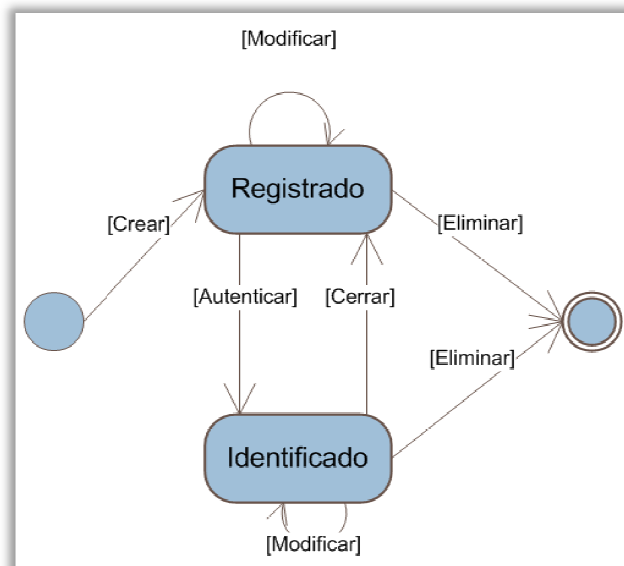 [Modificar]
Registrado
[Crear]
[Eliminar]
[Autenticar]
[Cerrar]
[Eliminar]
Identificado
[Modificar]